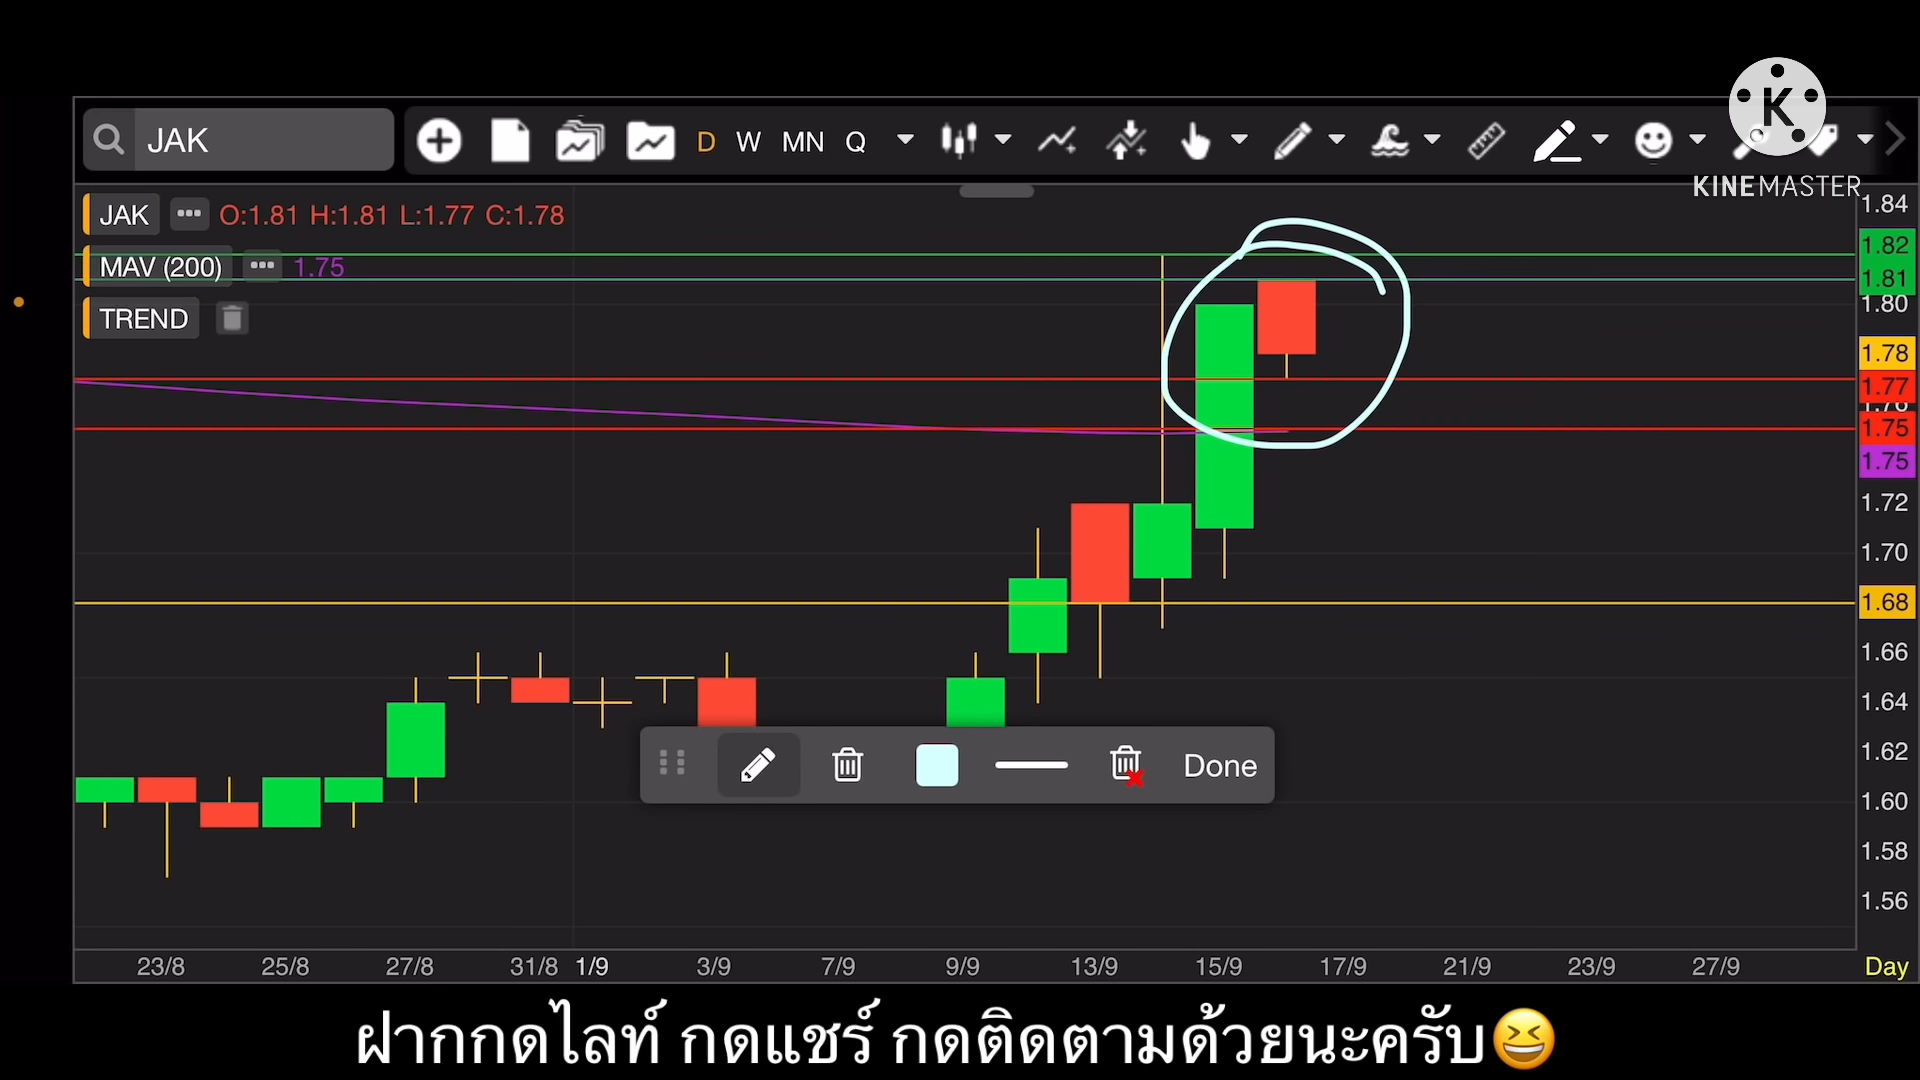 JAK
D W MN Q
KINEMASTER
JAK ••• O:1.81 H:1.81 L:1.77 C:1.78
MAV (200) ••• 1.75
TREND
1.84
1.82
1.81
1.80
1.78
1.77
1.76
1.75
1.75
1.72
1.70
1.68
1.66
1.64
1.62
1.60
1.58
1.56
Done
23/8 25/8 27/8 31/8 1/9 3/9 7/9 9/9 13/9 15/9 17/9 21/9 23/9 27/9 Day
ฝากกดไลท์ กดแชร์ กดติดตามด้วยนะครับ😆